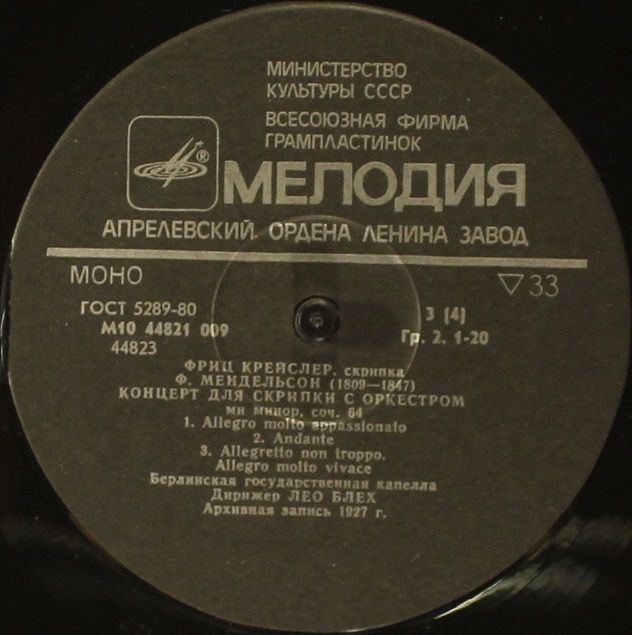 МИНИСТЕРСТВО
КУЛЬТУРЫ СССР
ВСЕСОЮЗНАЯ ФИРМА
ГРАМПЛАСТИНОК
®
МЕЛОДИЯ
АПРЕЛЕВСКИЙ ОРДЕНА ЛЕНИНА ЗАВОД
МОНО
▽33
ГОСТ 5289-80
3 (4)
М10 44821 009
Гр. 2. 1-20
44823
ФРИЦ КРЕЙСЛЕР, скрипка
Ф. МЕНДЕЛЬСОН (1809—1847)
КОНЦЕРТ ДЛЯ СКРИПКИ С ОРКЕСТРОМ
ми минор, соч. 64
1. Allegro molto appassionato
2. Andante
3. Allegretto non troppo.
Allegro molto vivace
Берлинская государственная капелла
Дирижер ЛЕО БЛЕХ
Архивная запись 1927 г.